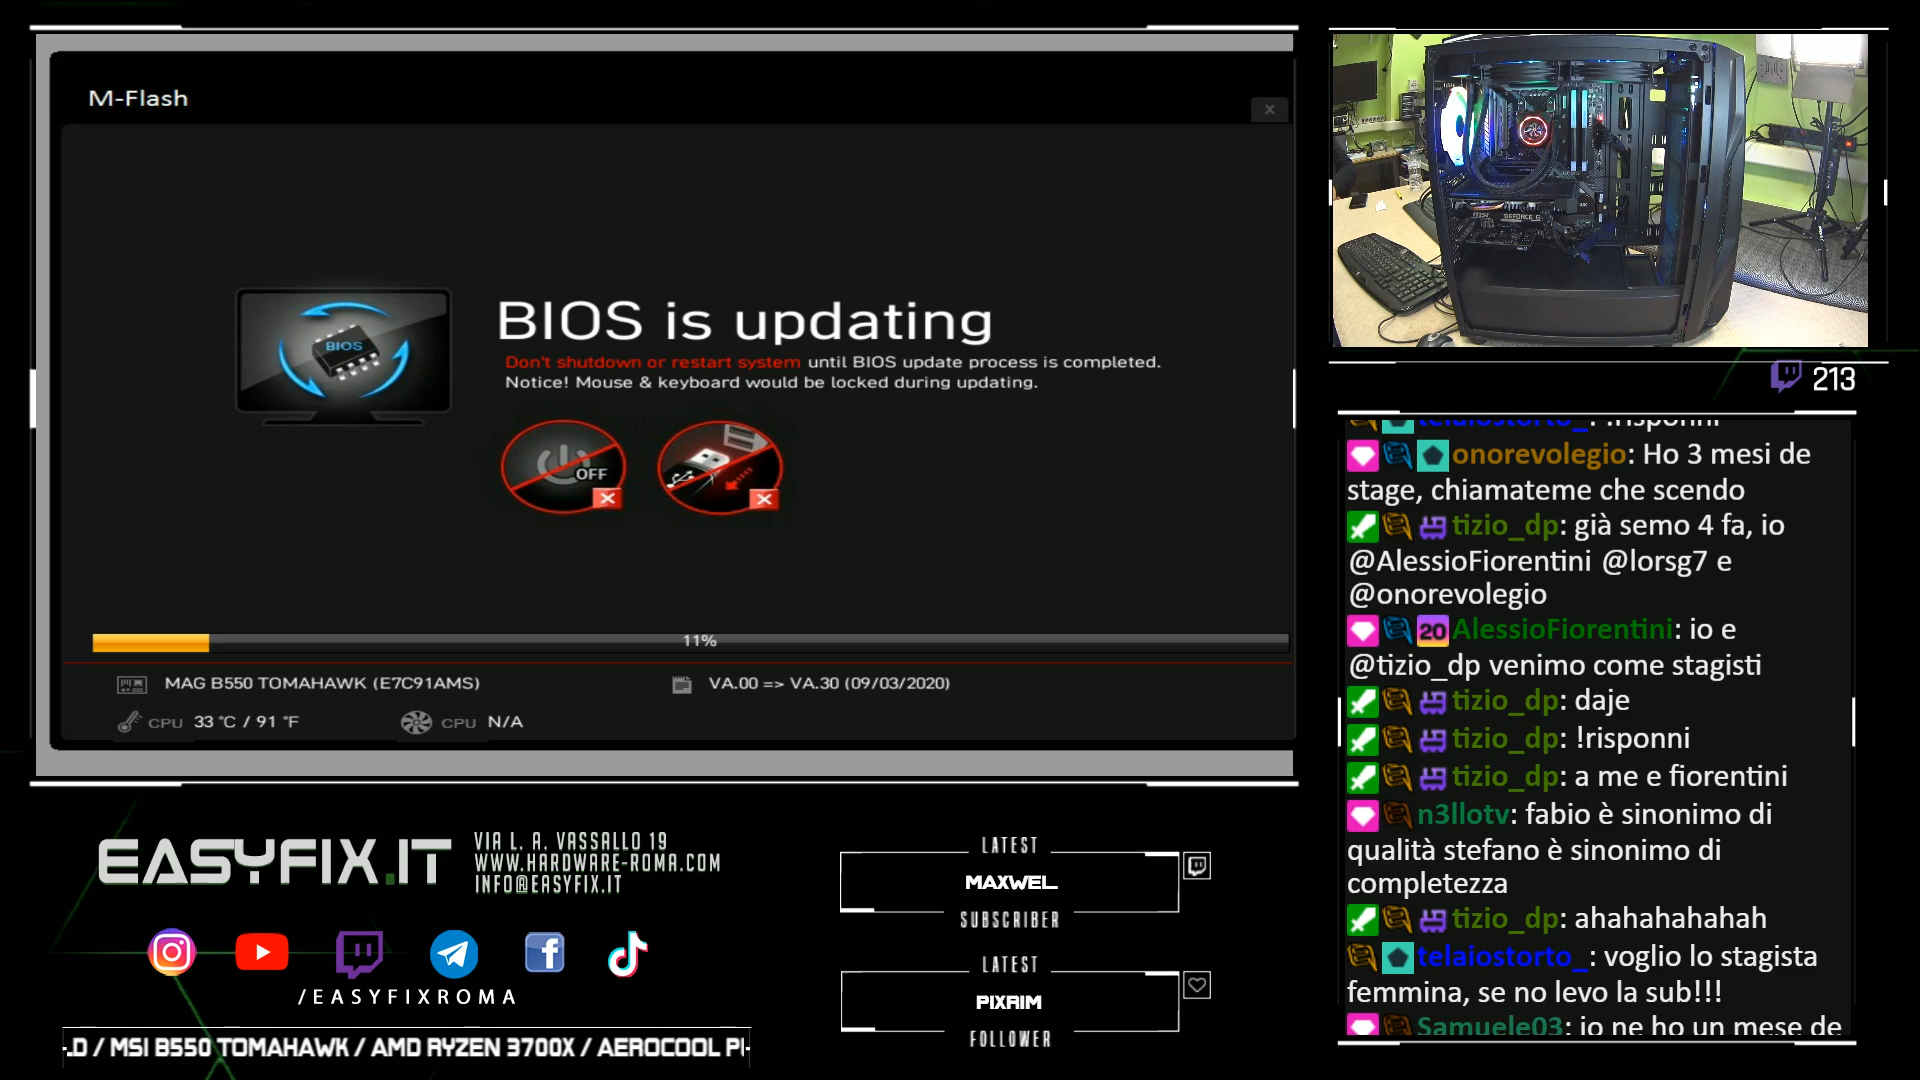 M-Flash
x
BIOS
BIOS is updating
Don't shutdown or restart system until BIOS update process is completed.
Notice! Mouse & keyboard would be locked during updating.
OFF
11%
MAG B550 TOMAHAWK (E7C91AMS)
VA.00 => VA.30 (09/03/2020)
CPU 33 °C / 91 °F
CPU N/A
GEFORCE
213
telaiostorto_: !risponni
onorevolegio: Ho 3 mesi de
stage, chiamateme che scendo
tizio_dp: già semo 4 fa, io
@AlessioFiorentini @lorsg7 e
@onorevolegio
20 AlessioFiorentini: io e
@tizio_dp venimo come stagisti
tizio_dp: daje
tizio_dp: !risponni
tizio_dp: a me e fiorentini
n3llotv: fabio è sinonimo di
qualità stefano è sinonimo di
completezza
tizio_dp: ahahahahahah
telaiostorto_: voglio lo stagista
femmina, se no levo la sub!!!
Samuele03: io ne ho un mese de
EASYFIX.IT
VIA L. A. VASSALLO 19
WWW.HARDWARE-ROMA.COM
INFO@EASYFIX.IT
/EASYFIXROMA
.D / MSI B550 TOMAHAWK / AMD RYZEN 3700X / AEROCOOL
LATEST
MAXWEL
SUBSCRIBER
LATEST
PIXAIM
FOLLOWER